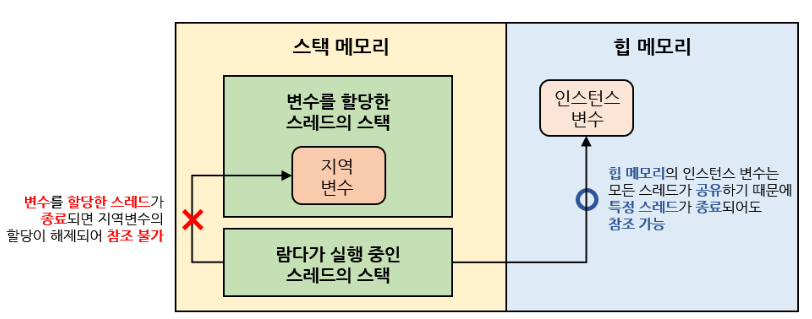 스택 메모리
힙 메모리
변수를 할당한
스레드의 스택
지역
변수
인스턴스
변수
변수를 할당한 스레드가
종료되면 지역변수의
할당이 해제되어 참조 불가
람다가 실행 중인
스레드의 스택
힙 메모리의 인스턴스 변수는
모든 스레드가 공유하기 때문에
특정 스레드가 종료되어도
참조 가능